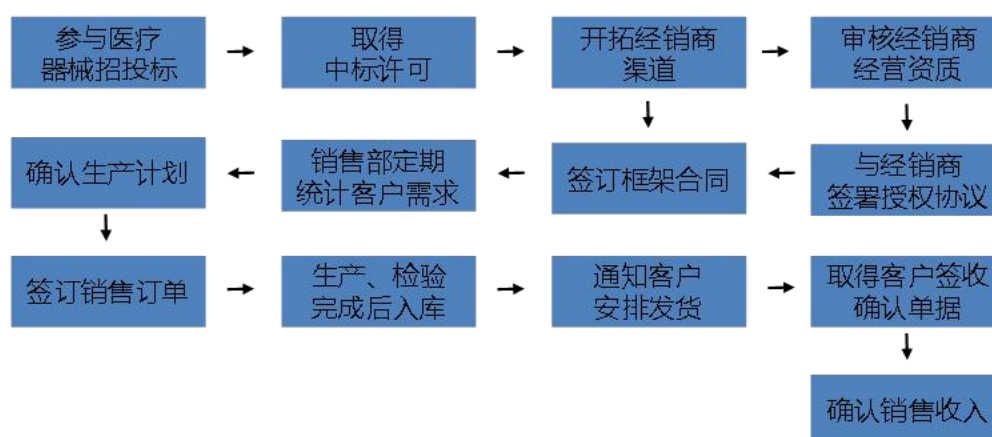 参与医疗
器械招投标
取得
中标许可
开拓经销商
渠道
审核经销商
经营资质
确认生产计划
销售部定期
统计客户需求
签订框架合同
与经销商
签署授权协议
签订销售订单
生产、检验
完成后入库
通知客户
安排发货
取得客户签收
确认单据
确认销售收入